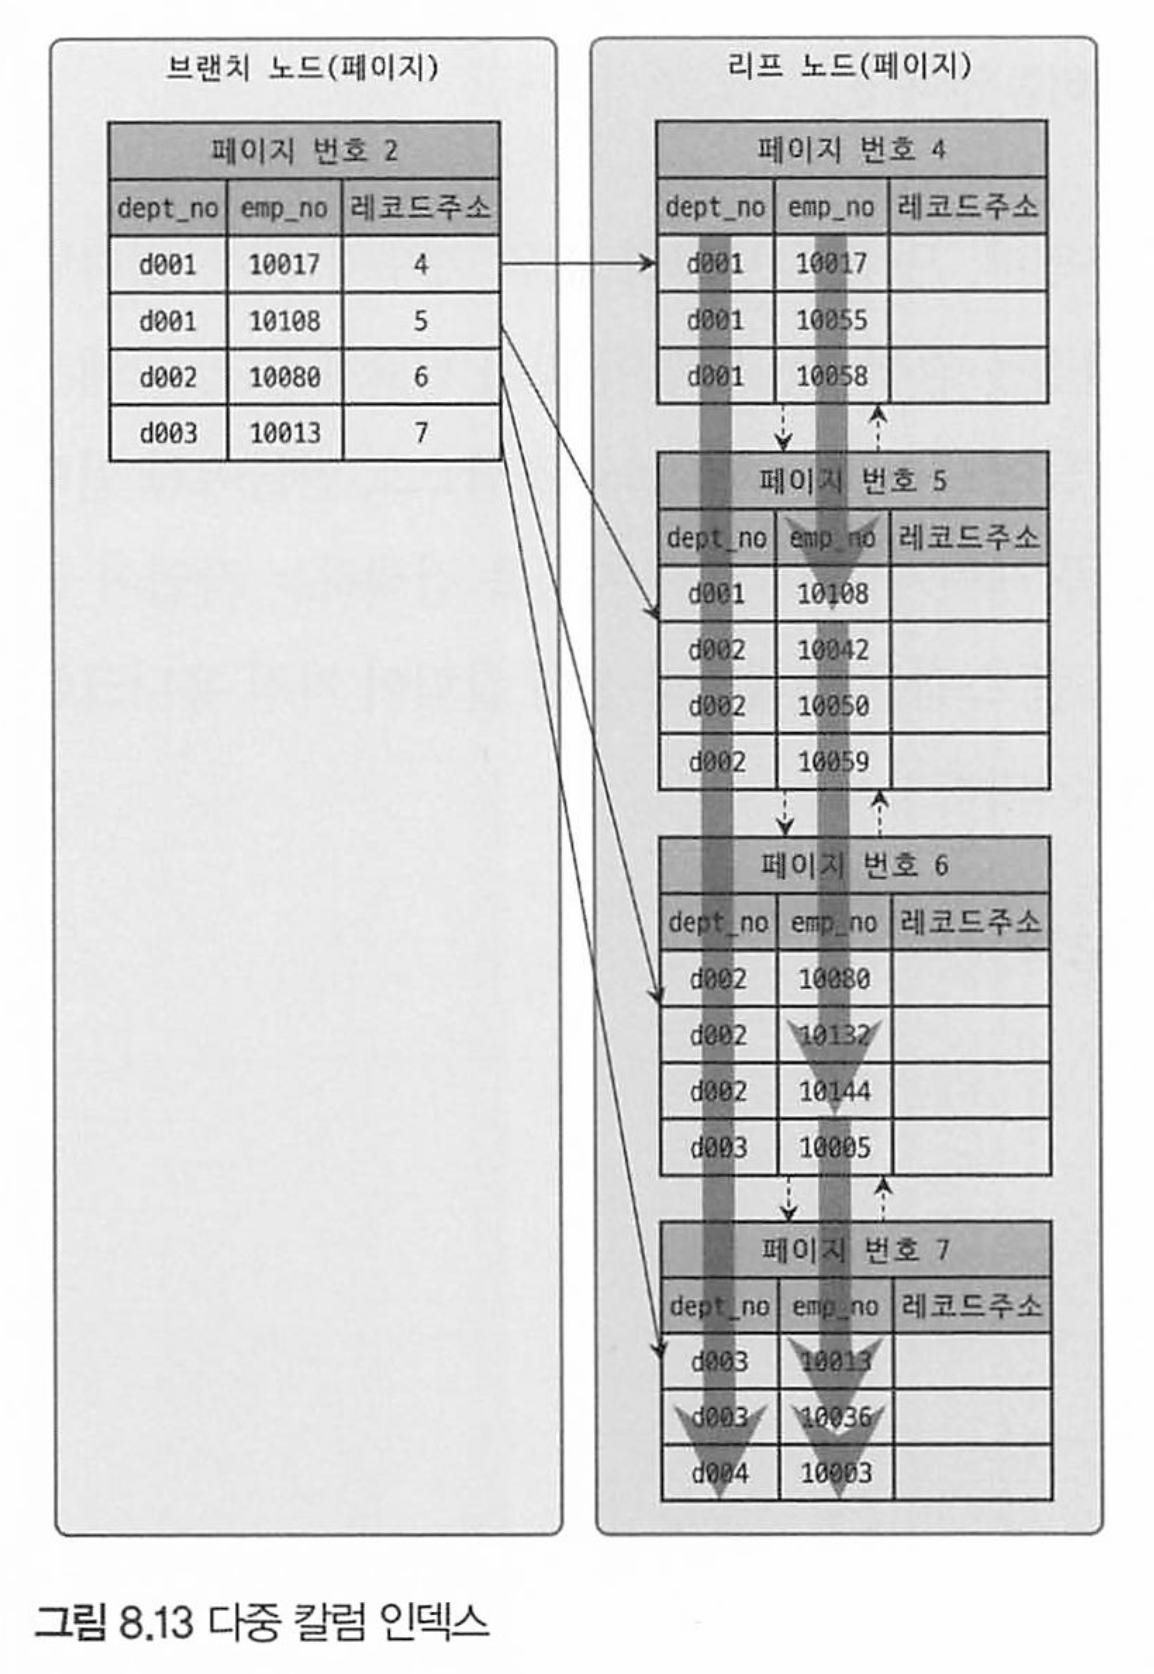 브랜치 노드(페이지)
페이지 번호 2
dept_no emp_no 레코드주소
d001 10017 4
d001 10108 5
d002 10080 6
d003 10013 7
리프 노드(페이지)
페이지 번호 4
dept_no emp_no 레코드주소
d001 10017
d001 10055
d001 10058
페이지 번호 5
dept_no emp_no 레코드주소
d001 10108
d002 10042
d002 10050
d002 10059
페이지 번호 6
dept_no emp_no 레코드주소
d002 10080
d002 10132
d002 10144
d003 10005
페이지 번호 7
dept_no emp_no 레코드주소
d003 10013
d003 10036
d004 10003
그림 8.13 다중 칼럼 인덱스